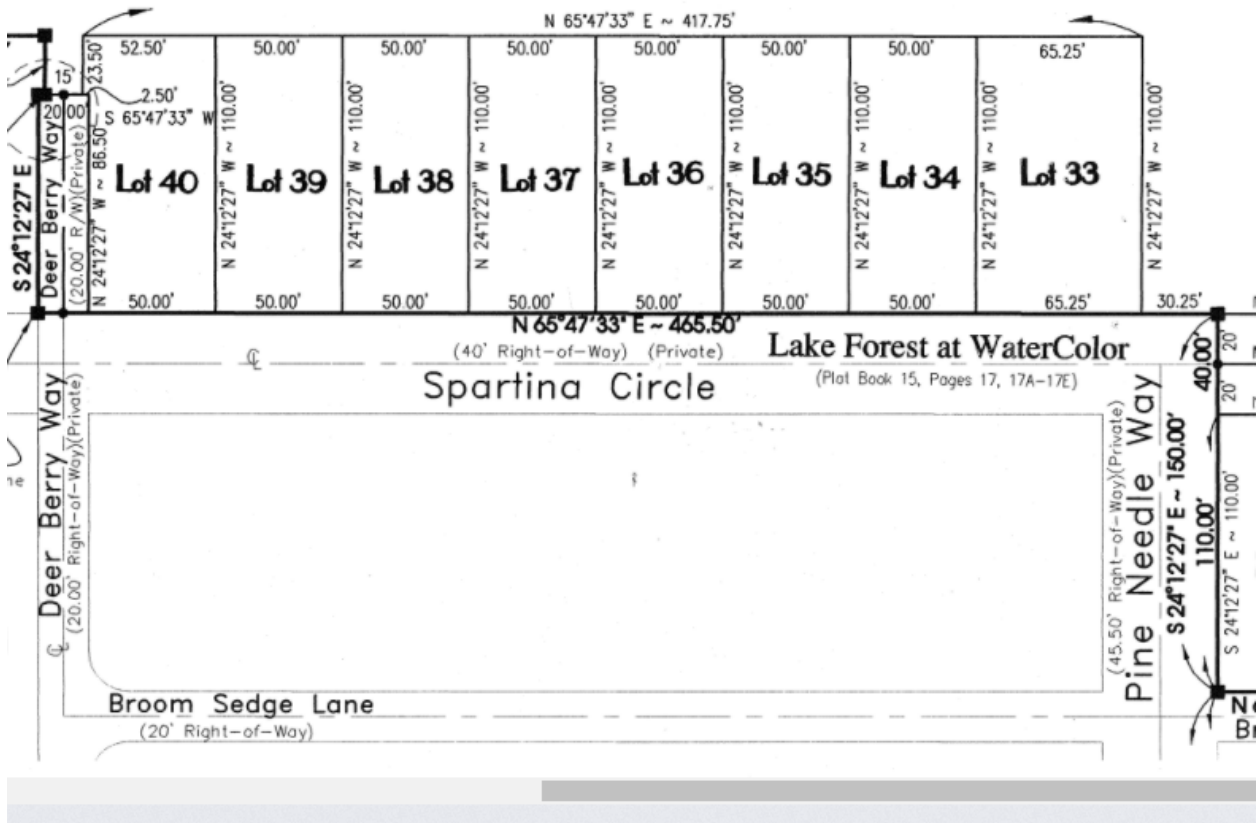 N 65°47'33" E ~ 417.75'
52.50' 50.00' 50.00' 50.00' 50.00' 50.00' 50.00' 65.25'
23.50'
15'
2.50'
20.00'
S 65°47'33" W
S 24°12'27" E
Deer Berry Way
(20.00' R/W)(Private)
N 24°12'27" W ~ 86.50'
Lot 40
N 24°12'27" W ~ 110.00'
Lot 39
N 24°12'27" W ~ 110.00'
Lot 38
N 24°12'27" W ~ 110.00'
Lot 37
N 24°12'27" W ~ 110.00'
Lot 36
N 24°12'27" W ~ 110.00'
Lot 35
N 24°12'27" W ~ 110.00'
Lot 34
N 24°12'27" W ~ 110.00'
Lot 33
N 24°12'27" W ~ 110.00'
50.00' 50.00' 50.00' 50.00' 50.00' 50.00' 50.00' 65.25' 30.25'
N 65°47'33" E ~ 465.50'
(40' Right-of-Way) (Private)
Lake Forest at WaterColor
(Plat Book 15, Pages 17, 17A-17E)
Spartina Circle
20'
40.00'
20'
Deer Berry Way
(20.00' Right-of-Way)(Private)
(45.50' Right-of-Way)(Private)
Pine Needle Way
S 24°12'27" E ~ 150.00'
110.00'
S 24°12'27" E ~ 110.00'
Broom Sedge Lane
(20' Right-of-Way)